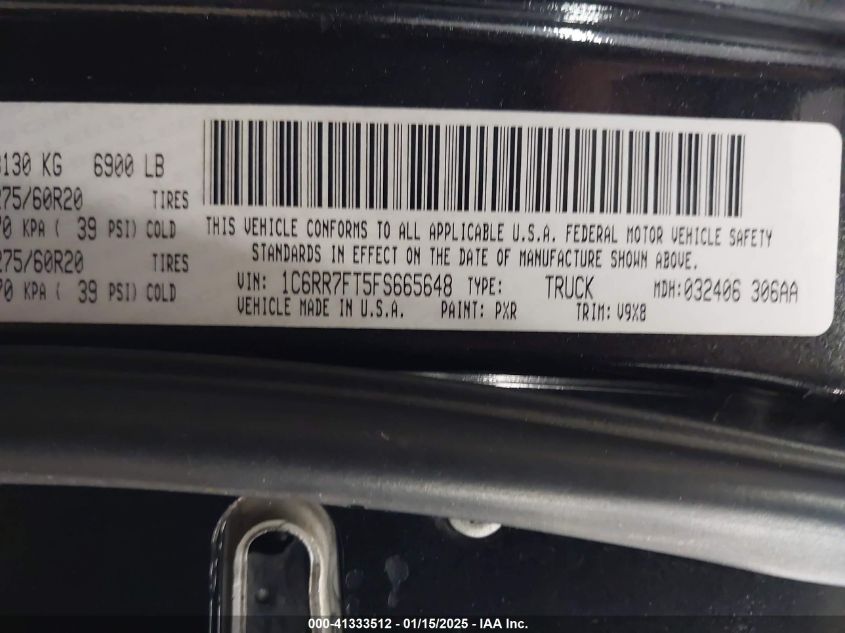 3130 KG 6900 LB
275/60R20 TIRES
70 KPA ( 39 PSI) COLD
275/60R20 TIRES
70 KPA ( 39 PSI) COLD
THIS VEHICLE CONFORMS TO ALL APPLICABLE U.S.A. FEDERAL MOTOR VEHICLE SAFETY
STANDARDS IN EFFECT ON THE DATE OF MANUFACTURE SHOWN ABOVE.
VIN: 1C6RR7FT5FS665648 TYPE: TRUCK MDH:032406 306AA
VEHICLE MADE IN U.S.A. PAINT: PXR TRIM: V9X8
000-41333512 - 01/15/2025 - IAA Inc.